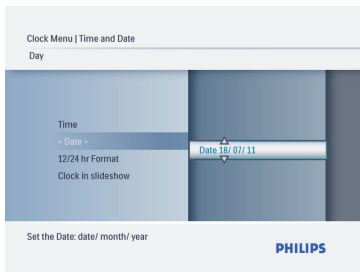 Clock Menu | Time and Date
Day
Time
< Date >
12/24 hr Format
Clock in slideshow
Date 18/ 07/ 11
Set the Date: date/ month/ year
PHILIPS